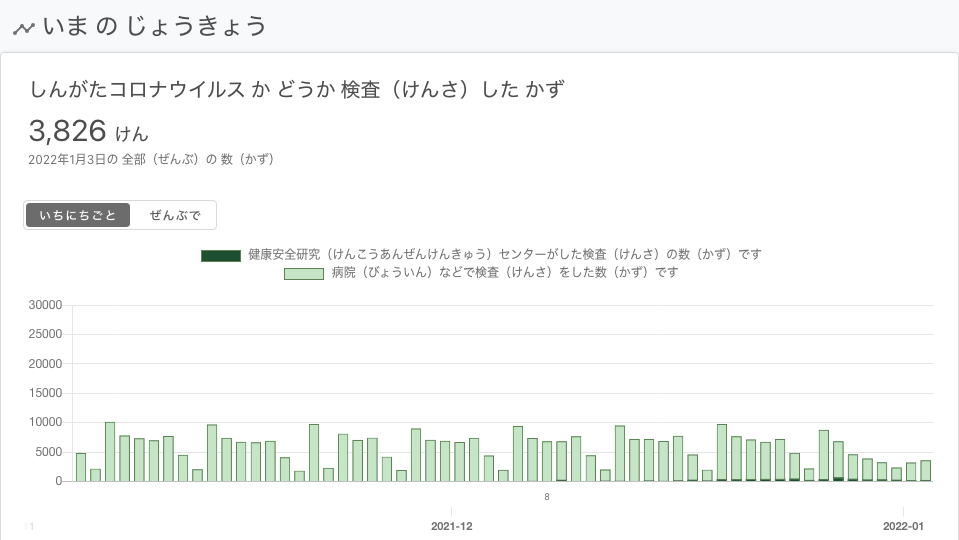 いま の じょうきょう
しんがたコロナウイルス か どうか 検査（けんさ）した かず
3,826 けん
2022年1月3日の 全部（ぜんぶ）の 数（かず）
いちにちごと ぜんぶで
健康安全研究（けんこうあんぜんけんきゅう）センターがした検査（けんさ）の数（かず）です
病院（びょういん）などで検査（けんさ）をした数（かず）です
30000
25000
20000
15000
10000
5000
0
8
1 2021-12 2022-01